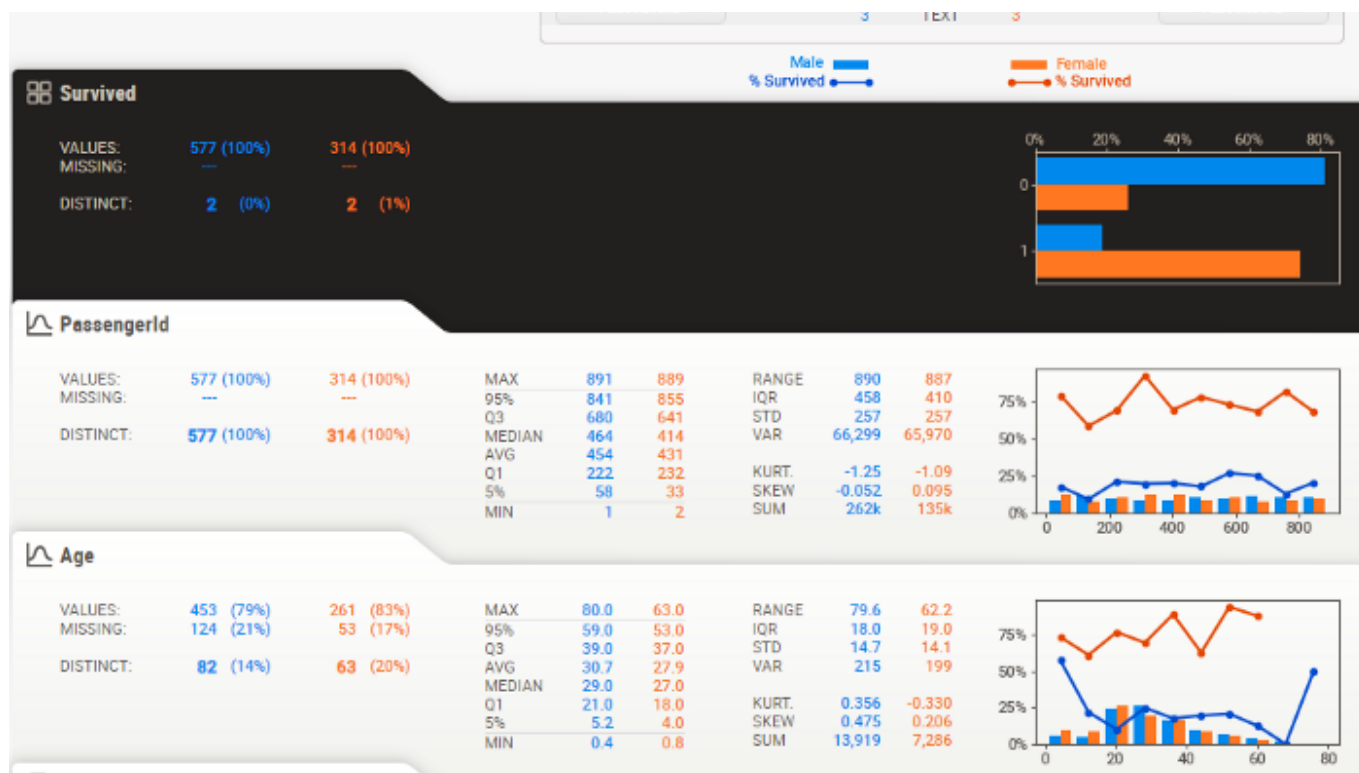 3 TEXT 3
Male Female
% Survived % Survived
Survived
VALUES: 577 (100%) 314 (100%)
MISSING: --- ---
DISTINCT: 2 (0%) 2 (1%)
0% 20% 40% 60% 80%
0
1
PassengerId
VALUES: 577 (100%) 314 (100%)
MISSING: --- ---
DISTINCT: 577 (100%) 314 (100%)
MAX 891 889
95% 841 855
Q3 680 641
MEDIAN 464 414
AVG 454 431
Q1 222 232
5% 58 33
MIN 1 2
RANGE 890 887
IQR 458 410
STD 257 257
VAR 66,299 65,970
KURT. -1.25 -1.09
SKEW -0.052 0.095
SUM 262k 135k
75%
50%
25%
0%
0 200 400 600 800
Age
VALUES: 453 (79%) 261 (83%)
MISSING: 124 (21%) 53 (17%)
DISTINCT: 82 (14%) 63 (20%)
MAX 80.0 63.0
95% 59.0 53.0
Q3 39.0 37.0
AVG 30.7 27.9
MEDIAN 29.0 27.0
Q1 21.0 18.0
5% 5.2 4.0
MIN 0.4 0.8
RANGE 79.6 62.2
IQR 18.0 19.0
STD 14.7 14.1
VAR 215 199
KURT. 0.356 -0.330
SKEW 0.475 0.206
SUM 13,919 7,286
75%
50%
25%
0%
0 20 40 60 80